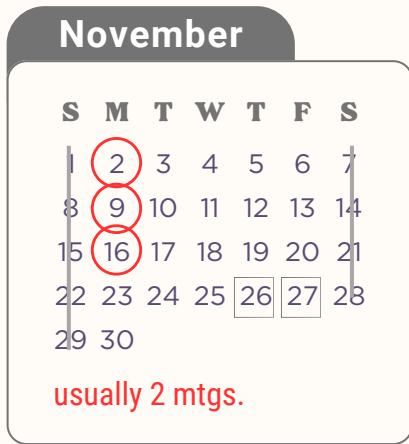 November
S M T W T F S
1 2 3 4 5 6 7
8 9 10 11 12 13 14
15 16 17 18 19 20 21
22 23 24 25 26 27 28
29 30
usually 2 mtgs.